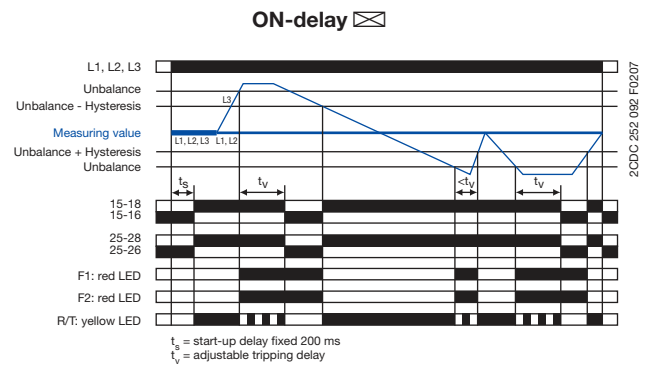 ON-delay
L1, L2, L3
Unbalance
L3
Unbalance - Hysteresis
Measuring value
L1, L2, L3
L1, L2
Unbalance + Hysteresis
Unbalance
ts
tv
<tv
tv
15-18
15-16
25-28
25-26
F1: red LED
F2: red LED
R/T: yellow LED
ts = start-up delay fixed 200 ms
tv = adjustable tripping delay
2CDC 252 092 F0207